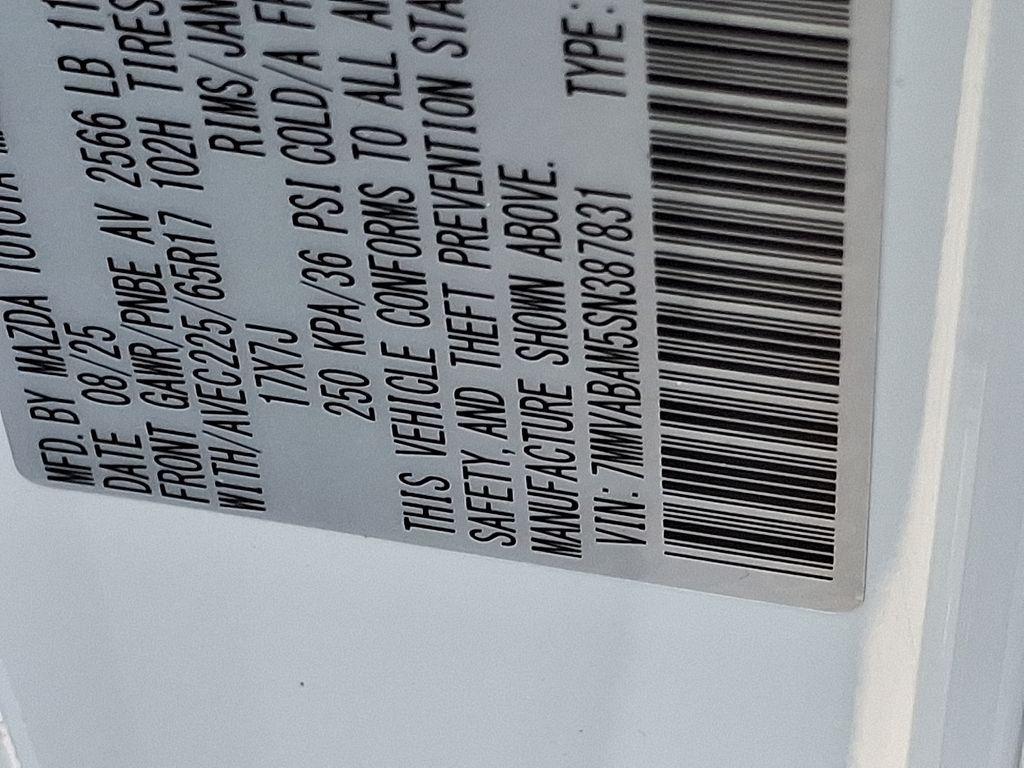 MFD. BY MAZDA TOYOTA
DATE 08/25
FRONT GAWR/PNBE AV 2566 LB 11
WITH/AVEC225/65R17 102H TIRES
17X7J RIMS/JAN
250 KPA/36 PSI COLD/A FR
THIS VEHICLE CONFORMS TO ALL
SAFETY, AND THEFT PREVENTION STA
MANUFACTURE SHOWN ABOVE.
VIN: 7MMVABAM5SN387831 TYPE: